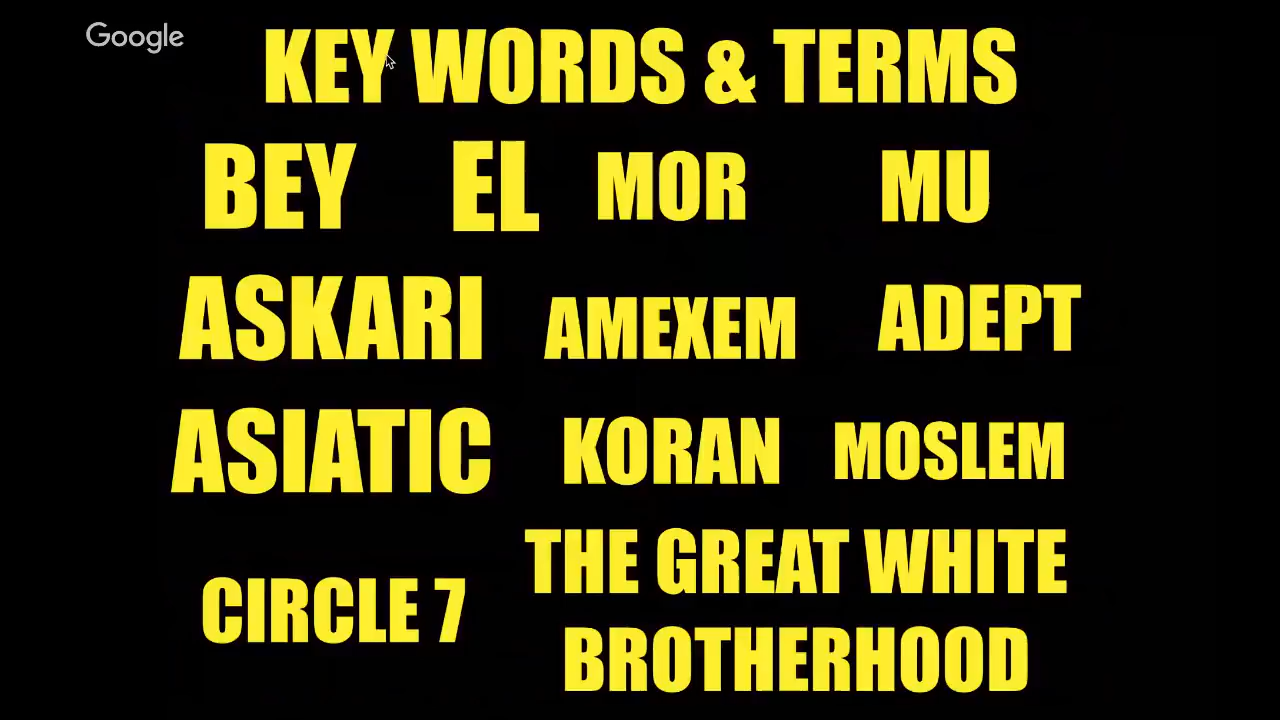 Google
KEY WORDS & TERMS
BEY EL MOR MU
ASKARI AMEXEM ADEPT
ASIATIC KORAN MOSLEM
CIRCLE 7
THE GREAT WHITE
BROTHERHOOD